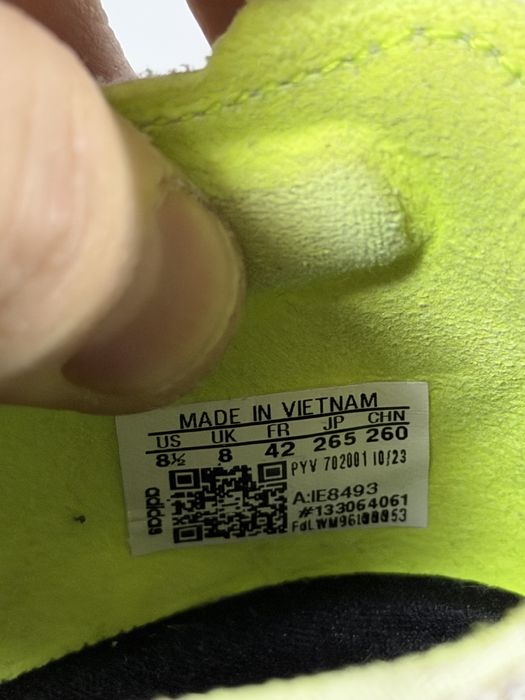 MADE IN VIETNAM
US UK FR JP CHN
8½ 8 42 265 260
PYV 702001 10/23
adidas
A:IE8493
#133064061